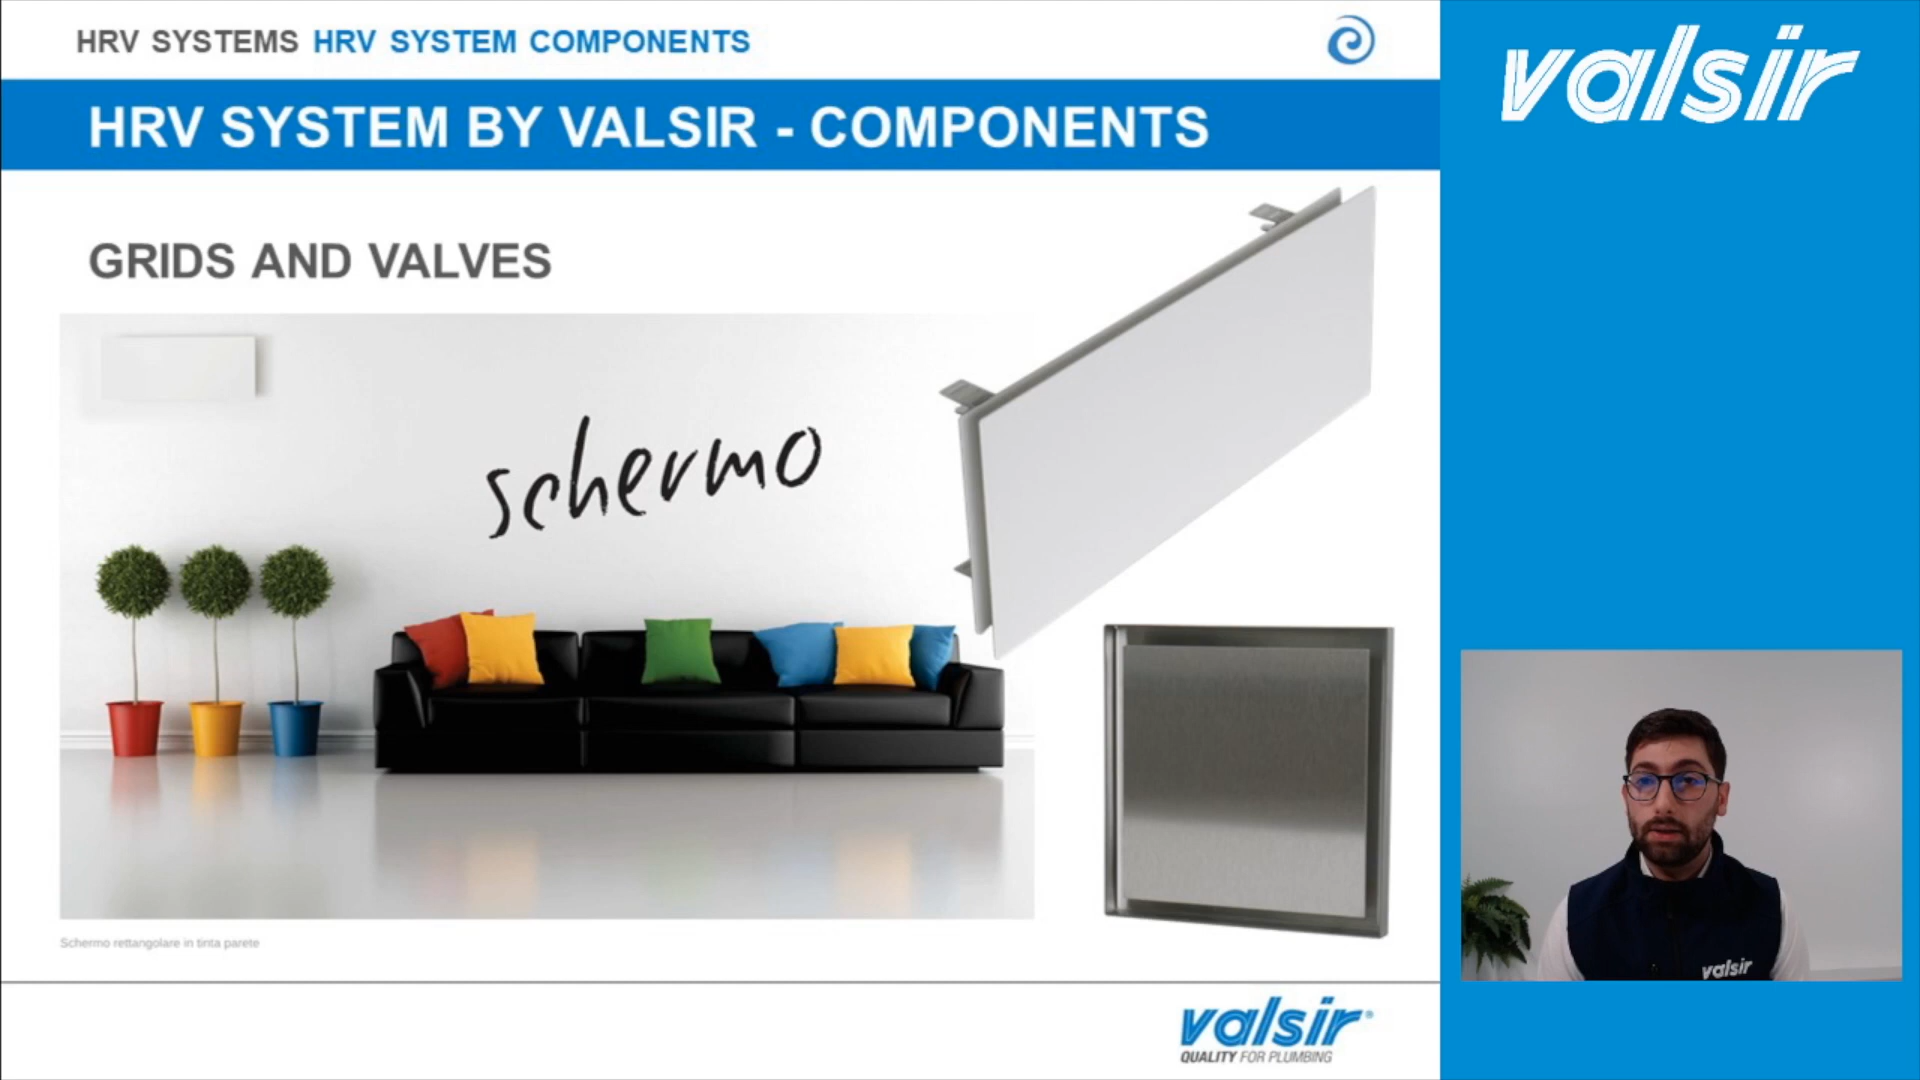 HRV SYSTEMS HRV SYSTEM COMPONENTS
HRV SYSTEM BY VALSIR - COMPONENTS
GRIDS AND VALVES
schermo
Schermo rettangolare in tinta parete
valsir®
QUALITY FOR PLUMBING
valsir
valsir